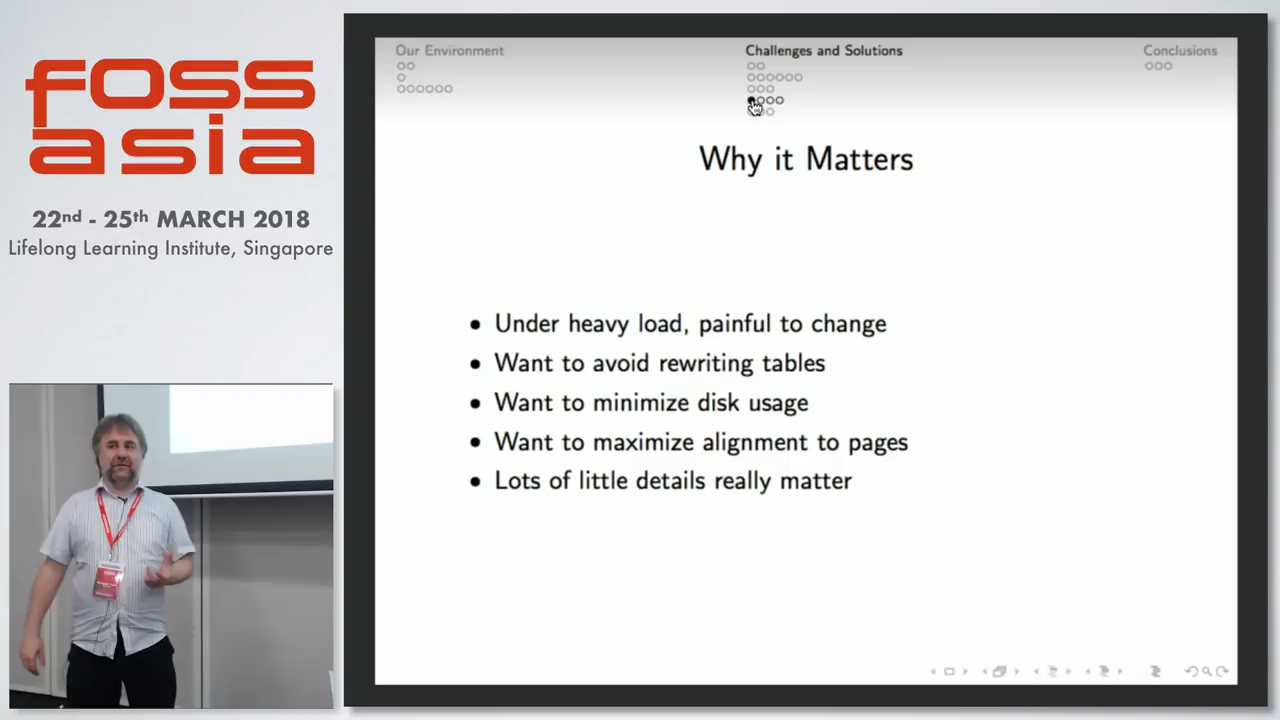 foss
asia
22nd - 25th MARCH 2018
Lifelong Learning Institute, Singapore
Our Environment
Challenges and Solutions
Conclusions
Why it Matters
• Under heavy load, painful to change
• Want to avoid rewriting tables
• Want to minimize disk usage
• Want to maximize alignment to pages
• Lots of little details really matter